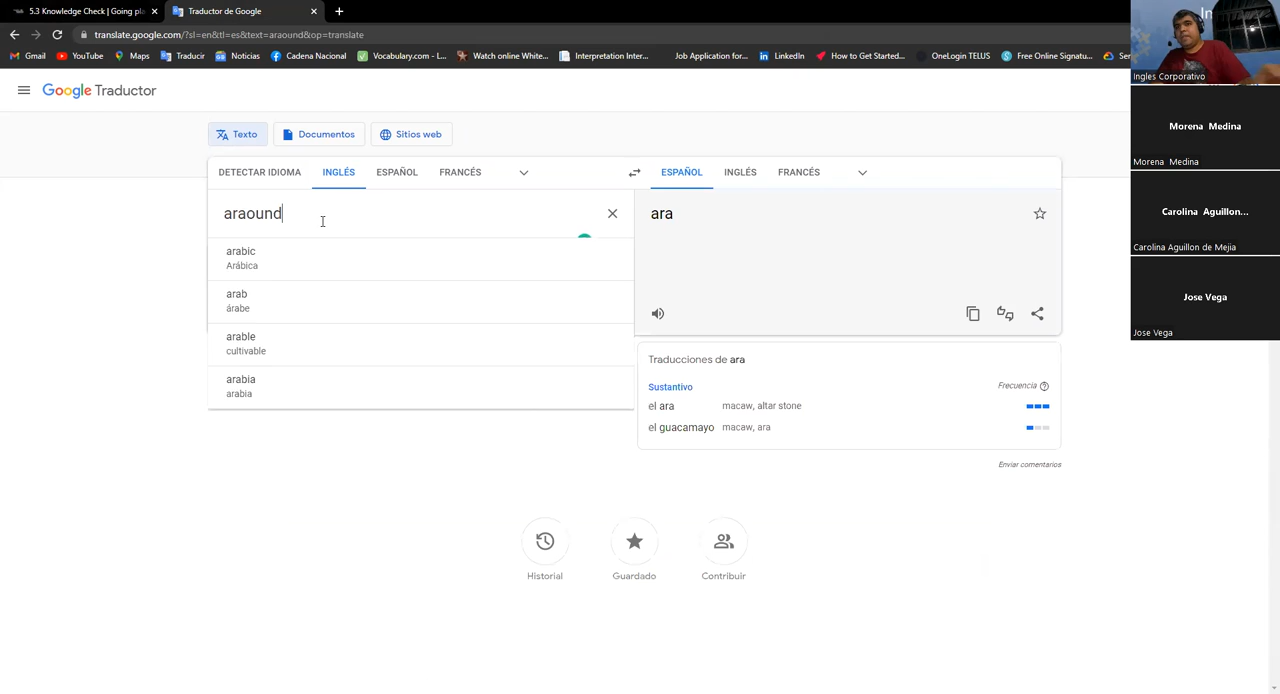 5.3 Knowledge Check | Going pla
Traductor de Google
translate.google.com/?sl=en&tl=es&text=araound&op=translate
Gmail
YouTube
Maps
Traducir
Noticias
Cadena Nacional
Vocabulary.com - L...
Watch online White...
Interpretation Inter...
Job Application for...
LinkedIn
How to Get Started...
OneLogin TELUS
Free Online Signatu...
Ser
Google Traductor
Texto
Documentos
Sitios web
DETECTAR IDIOMA
INGLÉS
ESPAÑOL
FRANCÉS
ESPAÑOL
INGLÉS
FRANCÉS
araound
ara
arabic
Arábica
arab
árabe
arable
cultivable
arabia
arabia
Traducciones de ara
Sustantivo
Frecuencia
el ara
macaw, altar stone
el guacamayo
macaw, ara
Enviar comentarios
Historial
Guardado
Contribuir
In
Ingles Corporativo
Morena Medina
Morena Medina
Carolina Aguillon...
Carolina Aguillon de Mejia
Jose Vega
Jose Vega